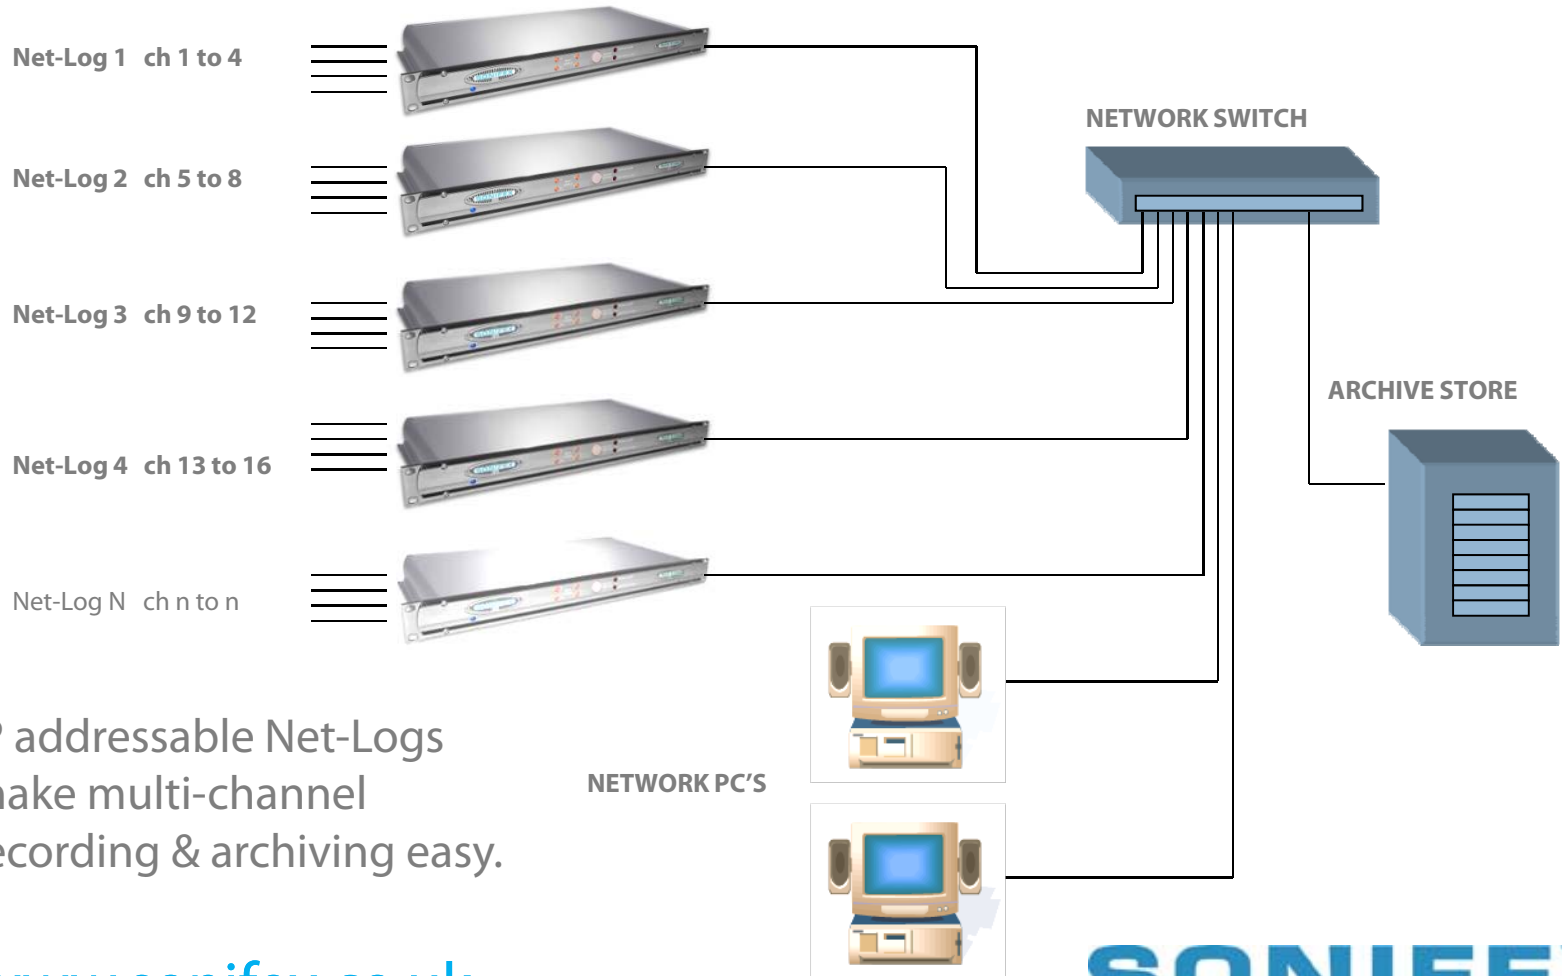 Net-Log 1 ch 1 to 4
NETWORK SWITCH
Net-Log 2 ch 5 to 8
Net-Log 3 ch 9 to 12
ARCHIVE STORE
Net-Log 4 ch 13 to 16
Net-Log N ch n to n
addressable Net-Logs
multi-channel
& archiving easy.
NETWORK PC'S